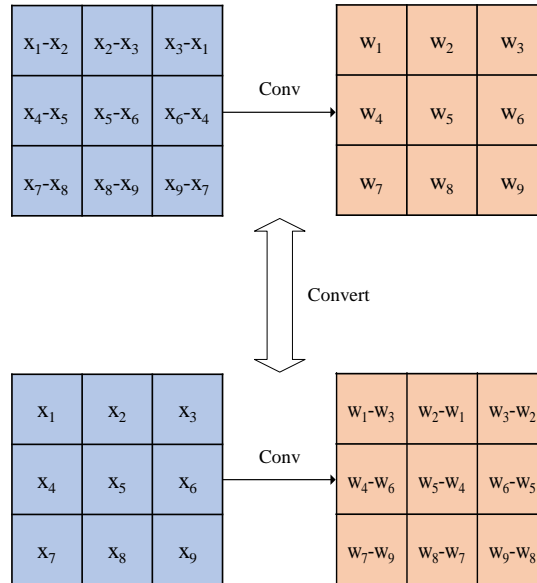 x₁-x₂ x₂-x₃ x₃-x₁ w₁ w₂ w₃
Conv
x₄-x₅ x₅-x₆ x₆-x₄ w₄ w₅ w₆
x₇-x₈ x₈-x₉ x₉-x₇ w₇ w₈ w₉
Convert
x₁ x₂ x₃ w₁-w₃ w₂-w₁ w₃-w₂
Conv
x₄ x₅ x₆ w₄-w₆ w₅-w₄ w₆-w₅
x₇ x₈ x₉ w₇-w₉ w₈-w₇ w₉-w₈